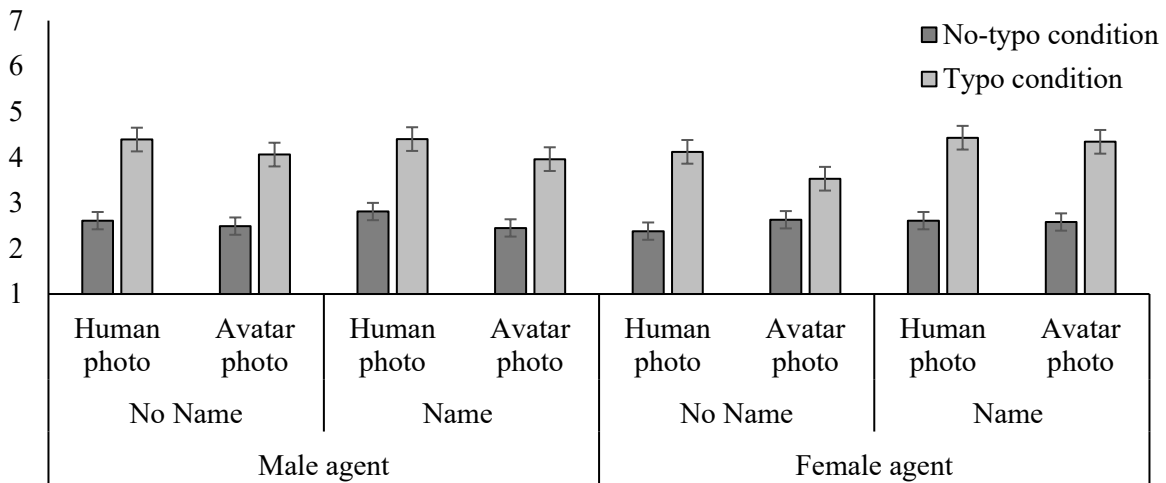 7
6
5
4
3
2
1
No-typo condition
Typo condition
Human photo
Avatar photo
Human photo
Avatar photo
Human photo
Avatar photo
Human photo
Avatar photo
No Name
Name
No Name
Name
Male agent
Female agent